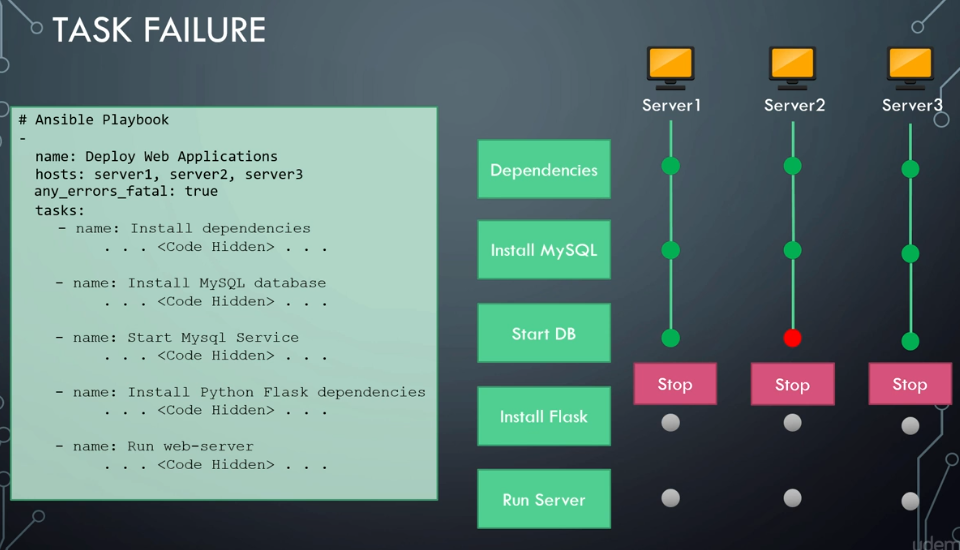 TASK FAILURE
# Ansible Playbook
-
name: Deploy Web Applications
hosts: server1, server2, server3
any_errors_fatal: true
tasks:
- name: Install dependencies
. . . <Code Hidden> . . .
- name: Install MySQL database
. . . <Code Hidden> . . .
- name: Start Mysql Service
. . . <Code Hidden> . . .
- name: Install Python Flask dependencies
. . . <Code Hidden> . . .
- name: Run web-server
. . . <Code Hidden> . . .
Server1 Server2 Server3
Dependencies
Install MySQL
Start DB
Stop Stop Stop
Install Flask
Run Server
udem